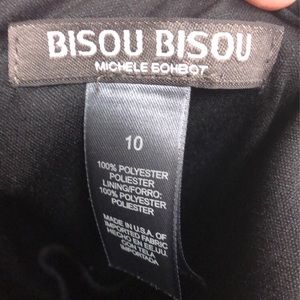 BISOU BISOU
MICHELE BOHBOT
10
100% POLYESTER
POLIESTER
LINING/FORRO:
100% POLYESTER
POLIESTER
MADE IN U.S.A. OF
IMPORTED FABRIC
HECHO EN EE.UU.
CON TELA
IMPORTADA